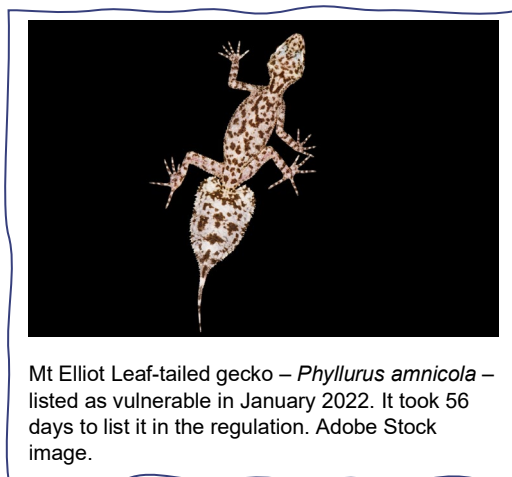 Mt Elliot Leaf-tailed gecko – Phyllurus amnicola –
listed as vulnerable in January 2022. It took 56
days to list it in the regulation. Adobe Stock
image.